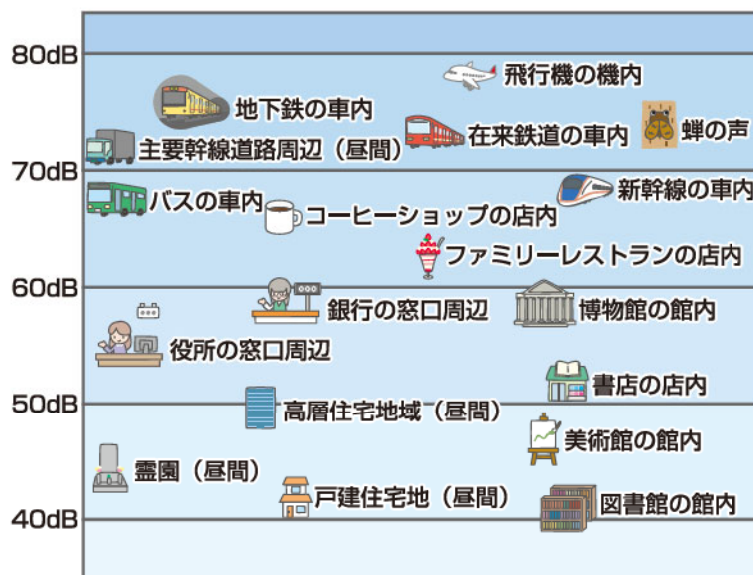 80dB
飛行機の機内
地下鉄の車内
在来鉄道の車内
蝉の声
主要幹線道路周辺（昼間）
70dB
バスの車内
コーヒーショップの店内
新幹線の車内
ファミリーレストランの店内
60dB
銀行の窓口周辺
博物館の館内
役所の窓口周辺
書店の店内
50dB
高層住宅地域（昼間）
美術館の館内
霊園（昼間）
戸建住宅地（昼間）
図書館の館内
40dB